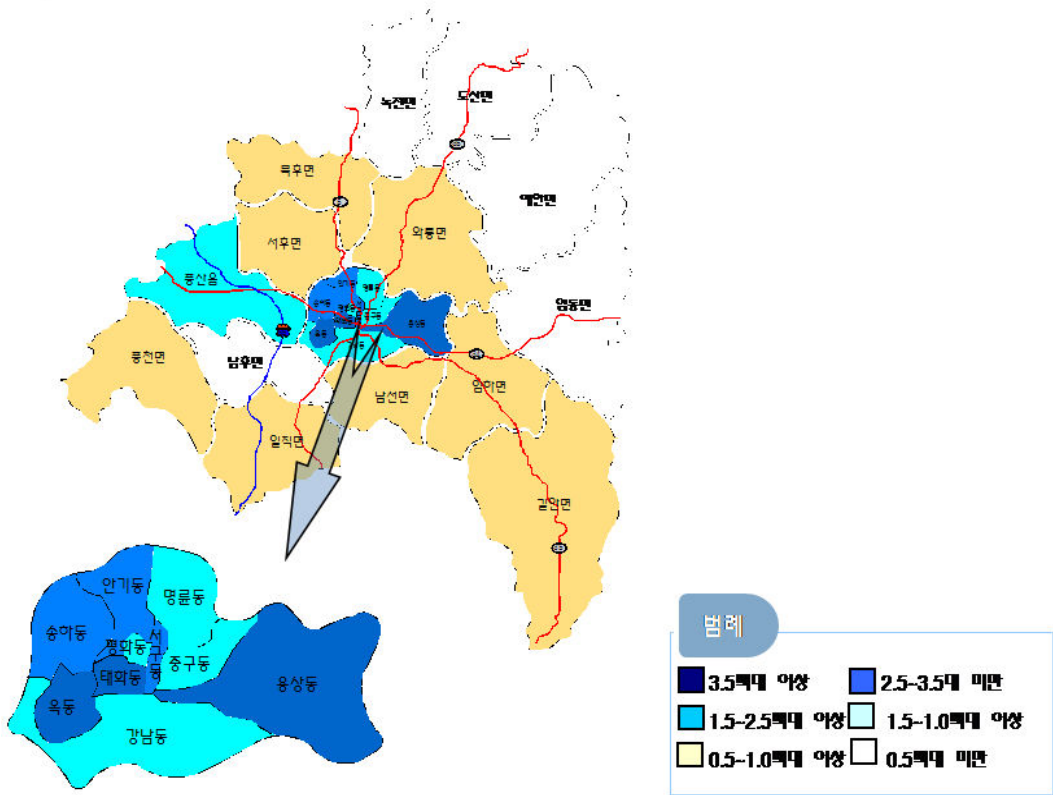 녹전면
도산면
북후면
예안면
와룡면
서후면
풍산읍
임동면
풍천면
남후면
임하면
남선면
일직면
길안면
안기동
명륜동
송하동
서구동
평화동
중구동
태화동
용상동
옥동
강남동
범례
3.5백대 이상
2.5~3.5대 미만
1.5~2.5백대 이상
1.5~1.0백대 이상
0.5~1.0백대 이상
0.5백대 미만